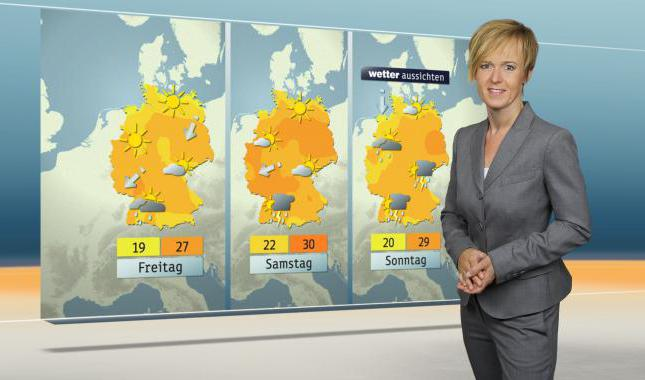 wetter aussichten
19 27
Freitag
22 30
Samstag
20 29
Sonntag